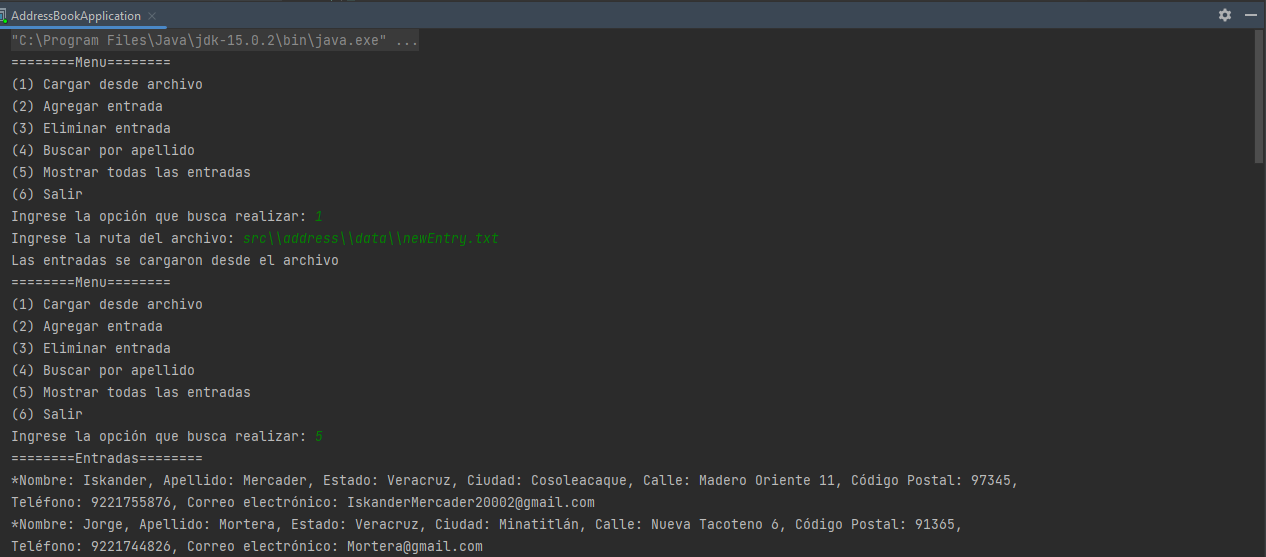 AddressBookApplication
"C:\Program Files\Java\jdk-15.0.2\bin\java.exe" ...
========Menu========
(1) Cargar desde archivo
(2) Agregar entrada
(3) Eliminar entrada
(4) Buscar por apellido
(5) Mostrar todas las entradas
(6) Salir
Ingrese la opción que busca realizar: 1
Ingrese la ruta del archivo: src\\address\\data\\newEntry.txt
Las entradas se cargaron desde el archivo
========Menu========
(1) Cargar desde archivo
(2) Agregar entrada
(3) Eliminar entrada
(4) Buscar por apellido
(5) Mostrar todas las entradas
(6) Salir
Ingrese la opción que busca realizar: 5
========Entradas========
*Nombre: Iskander, Apellido: Mercader, Estado: Veracruz, Ciudad: Cosoleacaque, Calle: Madero Oriente 11, Código Postal: 97345,
Teléfono: 9221755876, Correo electrónico: IskanderMercader20002@gmail.com
*Nombre: Jorge, Apellido: Mortera, Estado: Veracruz, Ciudad: Minatitlán, Calle: Nueva Tacoteno 6, Código Postal: 91365,
Teléfono: 9221744826, Correo electrónico: Mortera@gmail.com